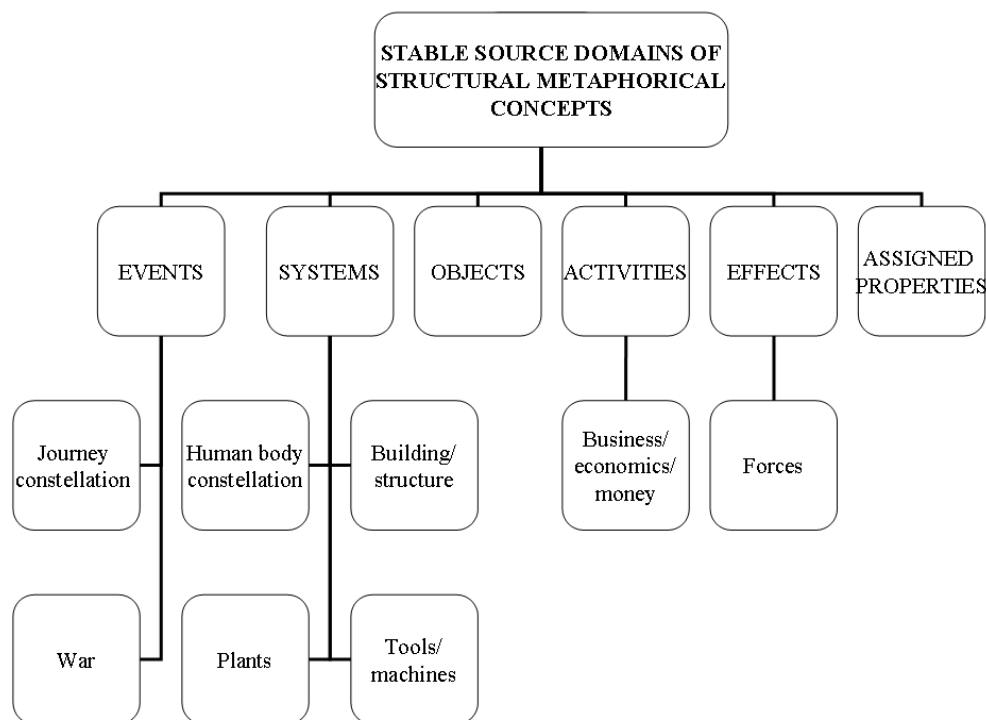 STABLE SOURCE DOMAINS OF
STRUCTURAL METAPHORICAL
CONCEPTS
EVENTS
SYSTEMS
OBJECTS
ACTIVITIES
EFFECTS
ASSIGNED
PROPERTIES
Journey
constellation
Human body
constellation
Building/
structure
Business/
economics/
money
Forces
War
Plants
Tools/
machines